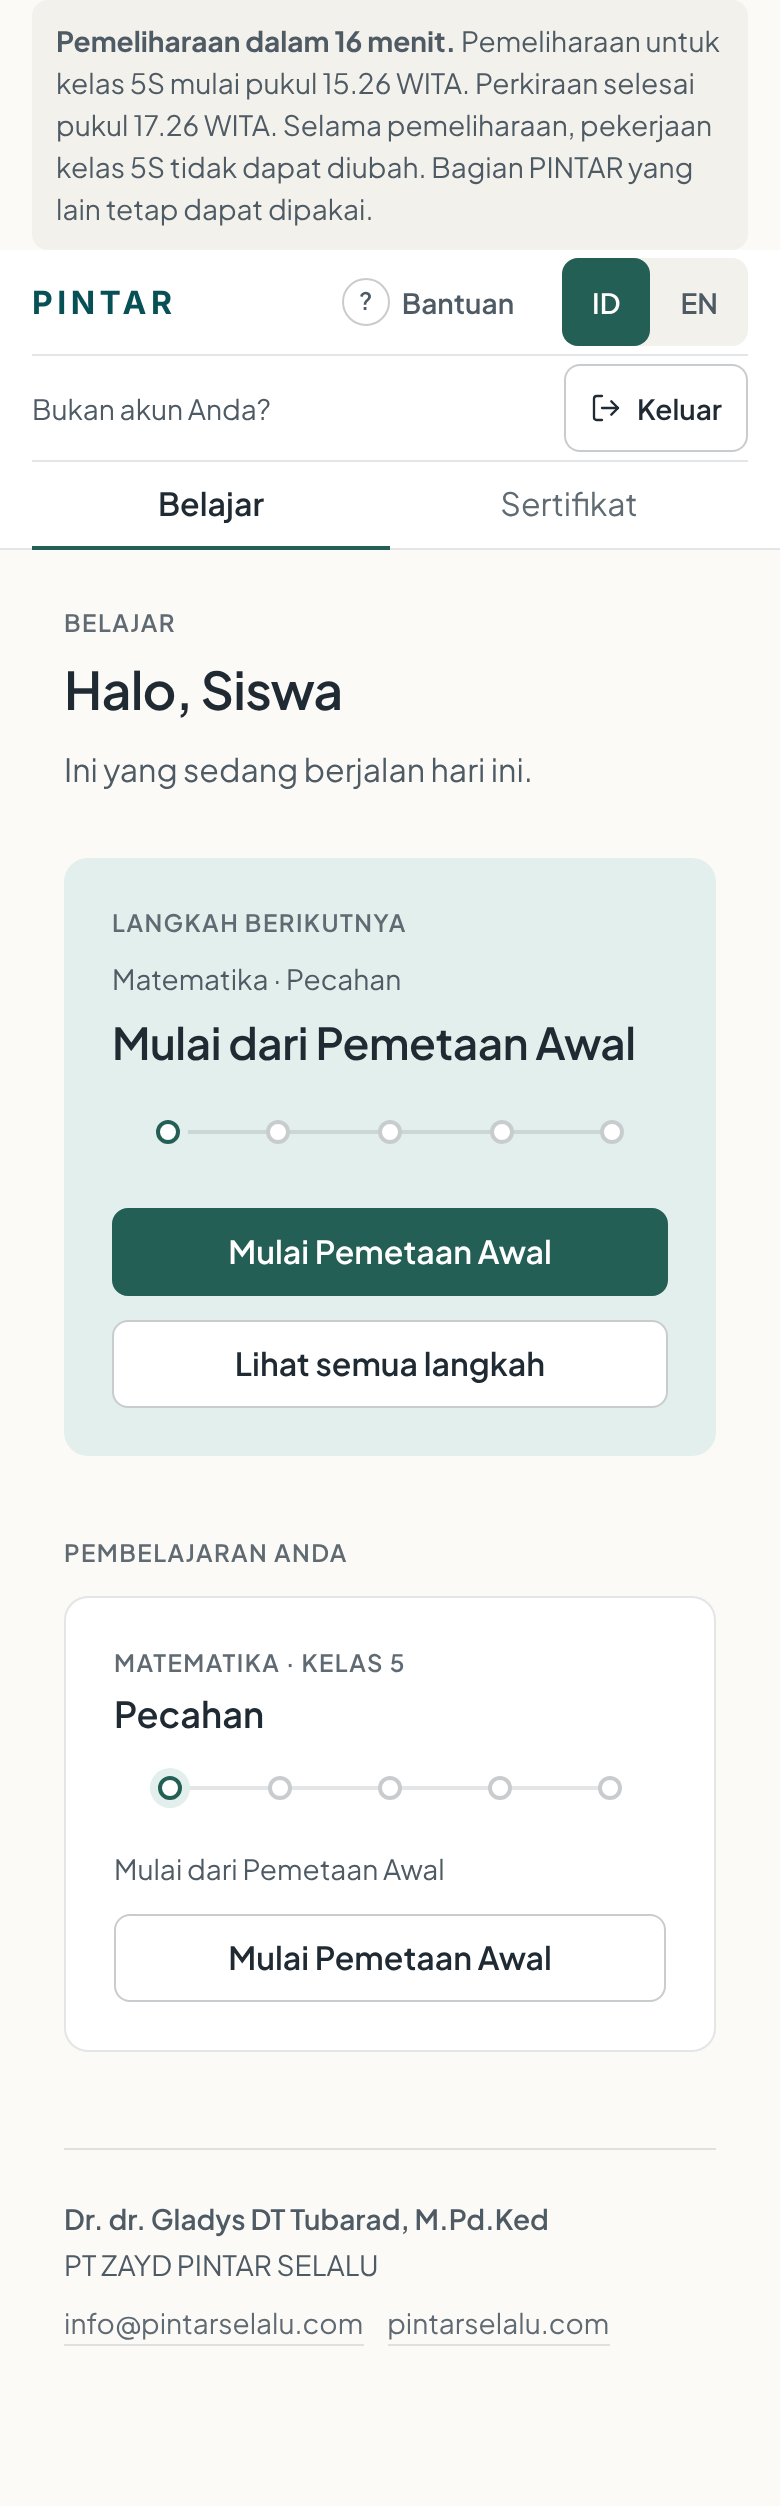 Pemeliharaan dalam 16 menit. Pemeliharaan untuk
kelas 5S mulai pukul 15.26 WITA. Perkiraan selesai
pukul 17.26 WITA. Selama pemeliharaan, pekerjaan
kelas 5S tidak dapat diubah. Bagian PINTAR yang
lain tetap dapat dipakai.
PINTAR
? Bantuan
ID
EN
Bukan akun Anda?
Keluar
Belajar
Sertifikat
BELAJAR
Halo, Siswa
Ini yang sedang berjalan hari ini.
LANGKAH BERIKUTNYA
Matematika · Pecahan
Mulai dari Pemetaan Awal
Mulai Pemetaan Awal
Lihat semua langkah
PEMBELAJARAN ANDA
MATEMATIKA · KELAS 5
Pecahan
Mulai dari Pemetaan Awal
Mulai Pemetaan Awal
Dr. dr. Gladys DT Tubarad, M.Pd.Ked
PT ZAYD PINTAR SELALU
info@pintarselalu.com pintarselalu.com